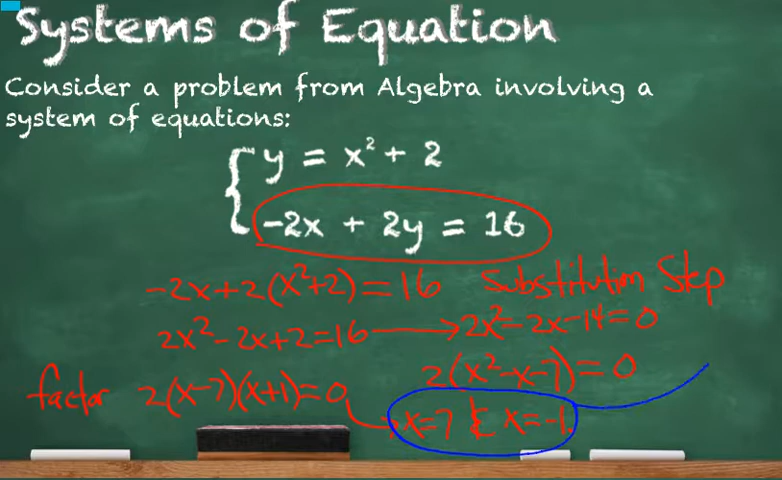 Systems of Equation
Consider a problem from Algebra involving a
system of equations:
y = x² + 2
-2x + 2y = 16
-2x+2(x²+2)=16 Substitution Step
2x²-2x+2=16 → 2x²-2x-14=0
2(x²-x-7)=0
factor 2(x-7)(x+1)=0
x=7 & x=-1